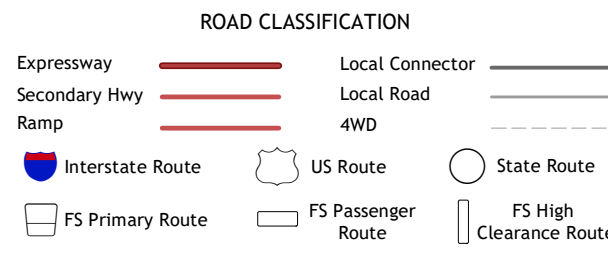 ROAD CLASSIFICATION
Expressway
Local Connector
Secondary Hwy
Local Road
Ramp
4WD
Interstate Route
US Route
State Route
FS Primary Route
FS Passenger
Route
FS High
Clearance Route